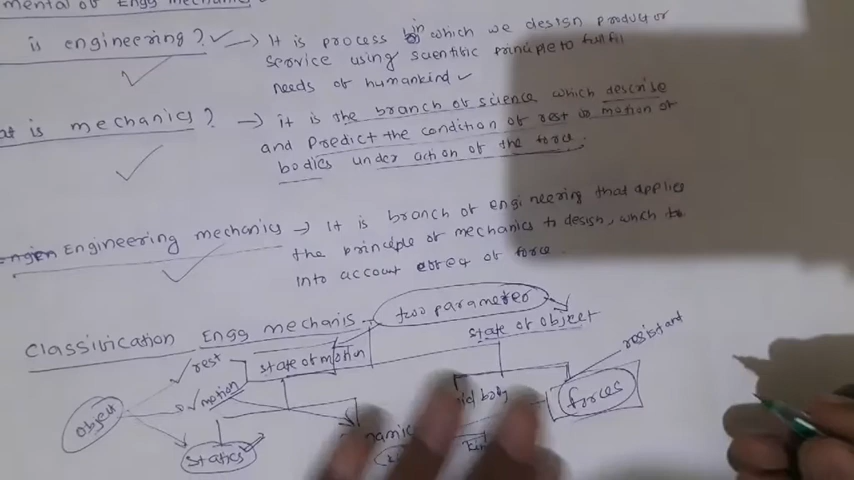 mental of Engg mechanic
is engineering? → It is process in which we design product or
service using scientific principle to fulfil
needs of humankind
at is mechanics? → it is the branch of science which describe
and Predict the condition of rest or motion of
bodies under action of the force.
Engineering mechanics → It is branch of engineering that applies
the principle of mechanics to design, which
into account effect of force.
Classification Engg mechanis. two parameter
state of motion
state of object
resistant
rest
motion
object
statics
body
forces